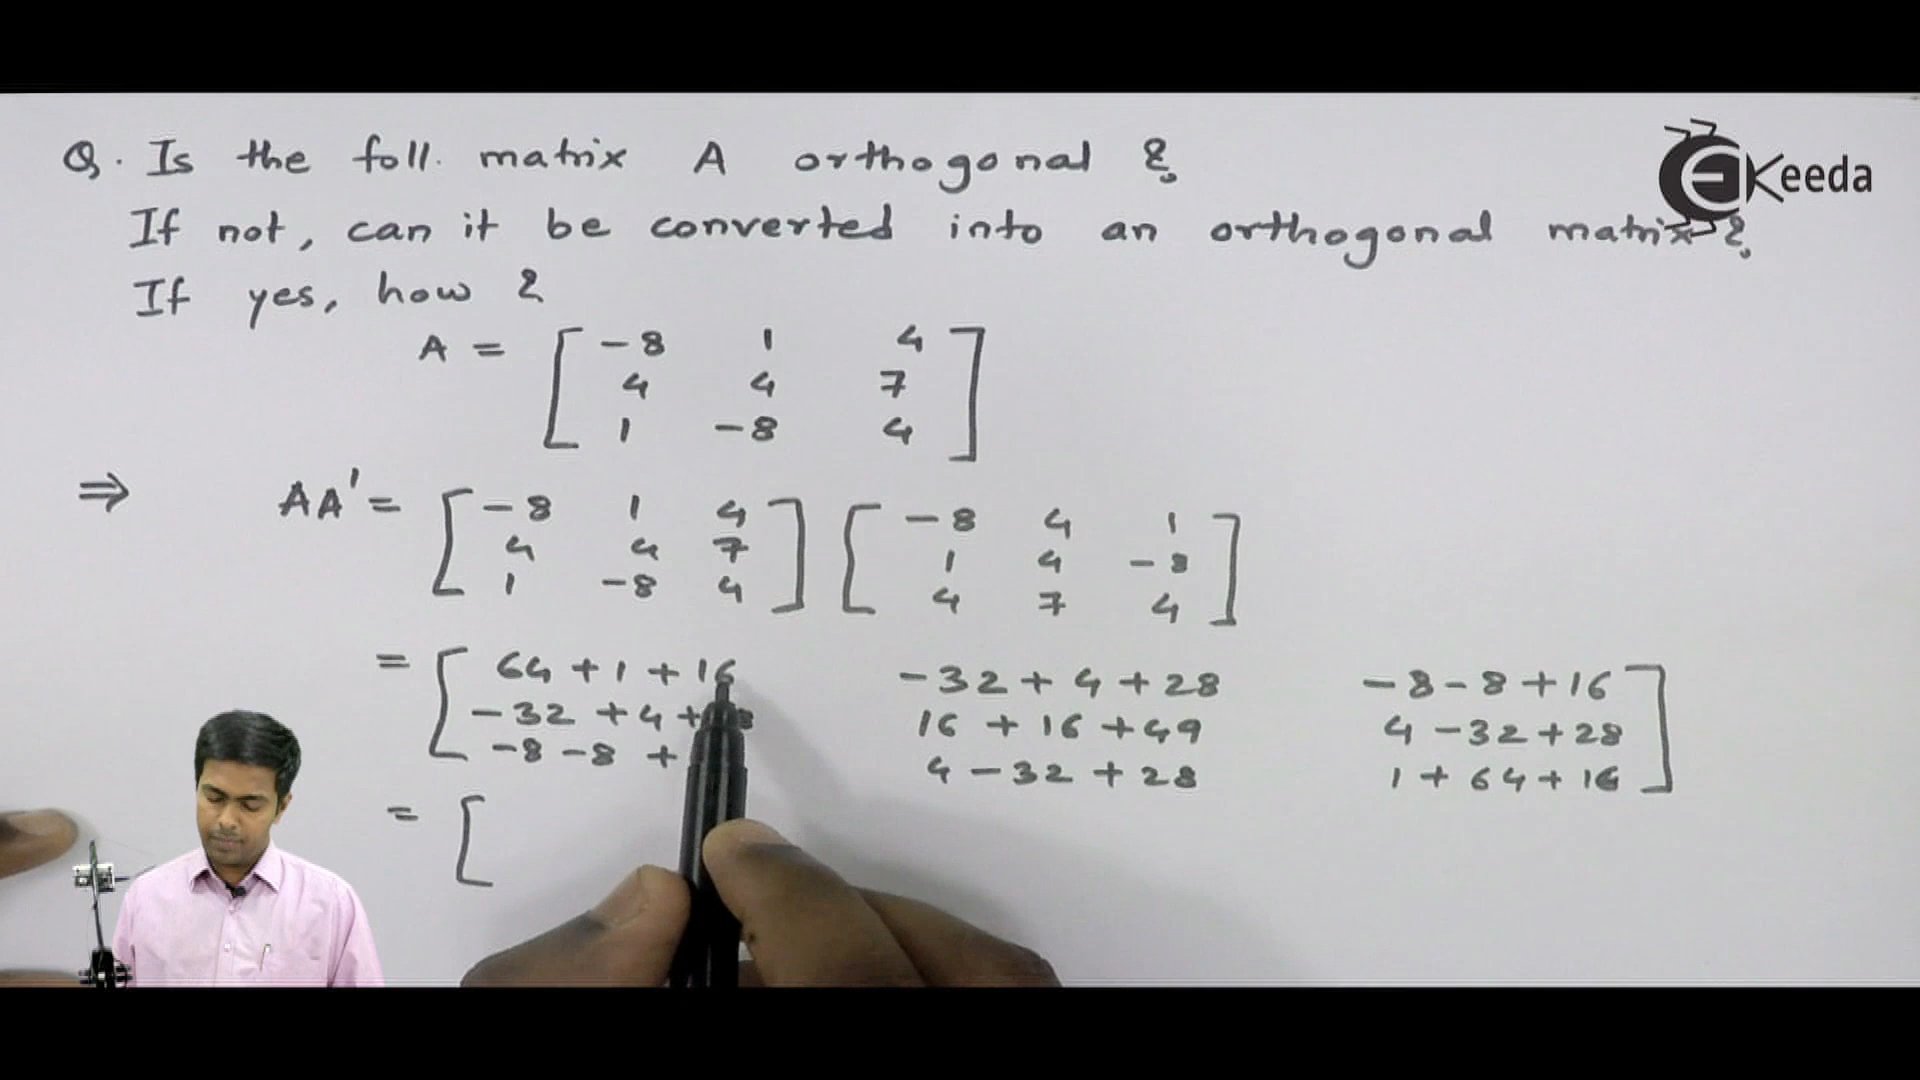 Q. Is the foll. matrix A orthogonal ?
If not, can it be converted into an orthogonal matrix ?
If yes, how ?
EKeeda
A = [ -8 1 4
4 4 7
1 -8 4 ]
⇒ AA' = [ -8 1 4 ] [ -8 4 1 ]
4 4 7 1 4 -8
1 -8 4 4 7 4
= [ 64 + 1 + 16 -32 + 4 + 28 -8 - 8 + 16 ]
-32 + 4 + 16 + 16 + 49 4 - 32 + 28
-8 - 8 + 4 - 32 + 28 1 + 64 + 16
= [